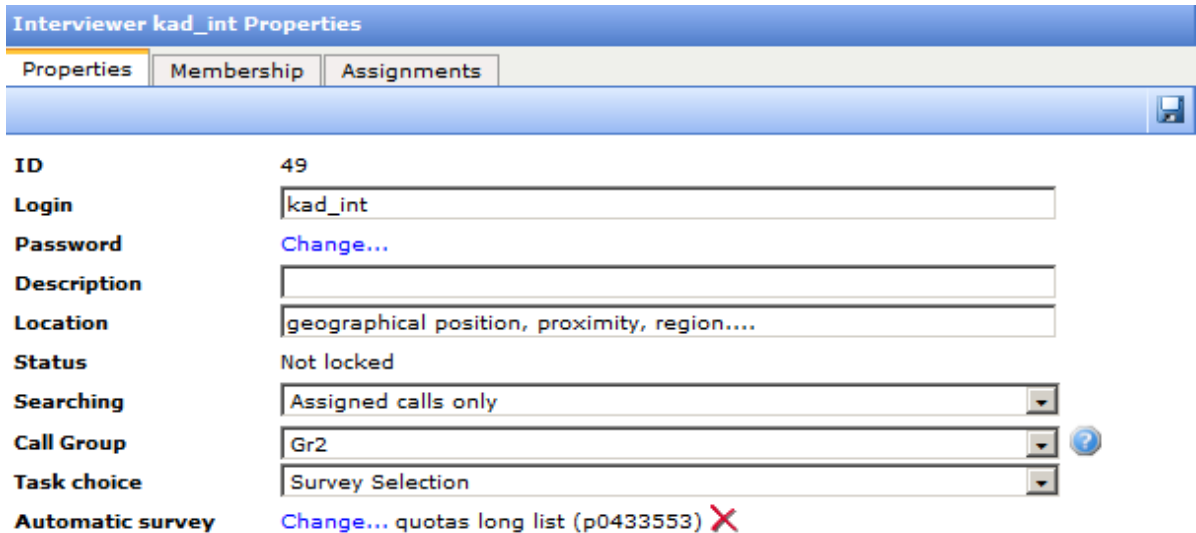 Interviewer kad_int Properties
Properties Membership Assignments
ID 49
Login kad_int
Password Change...
Description
Location geographical position, proximity, region....
Status Not locked
Searching Assigned calls only
Call Group Gr2 ?
Task choice Survey Selection
Automatic survey Change... quotas long list (p0433553)